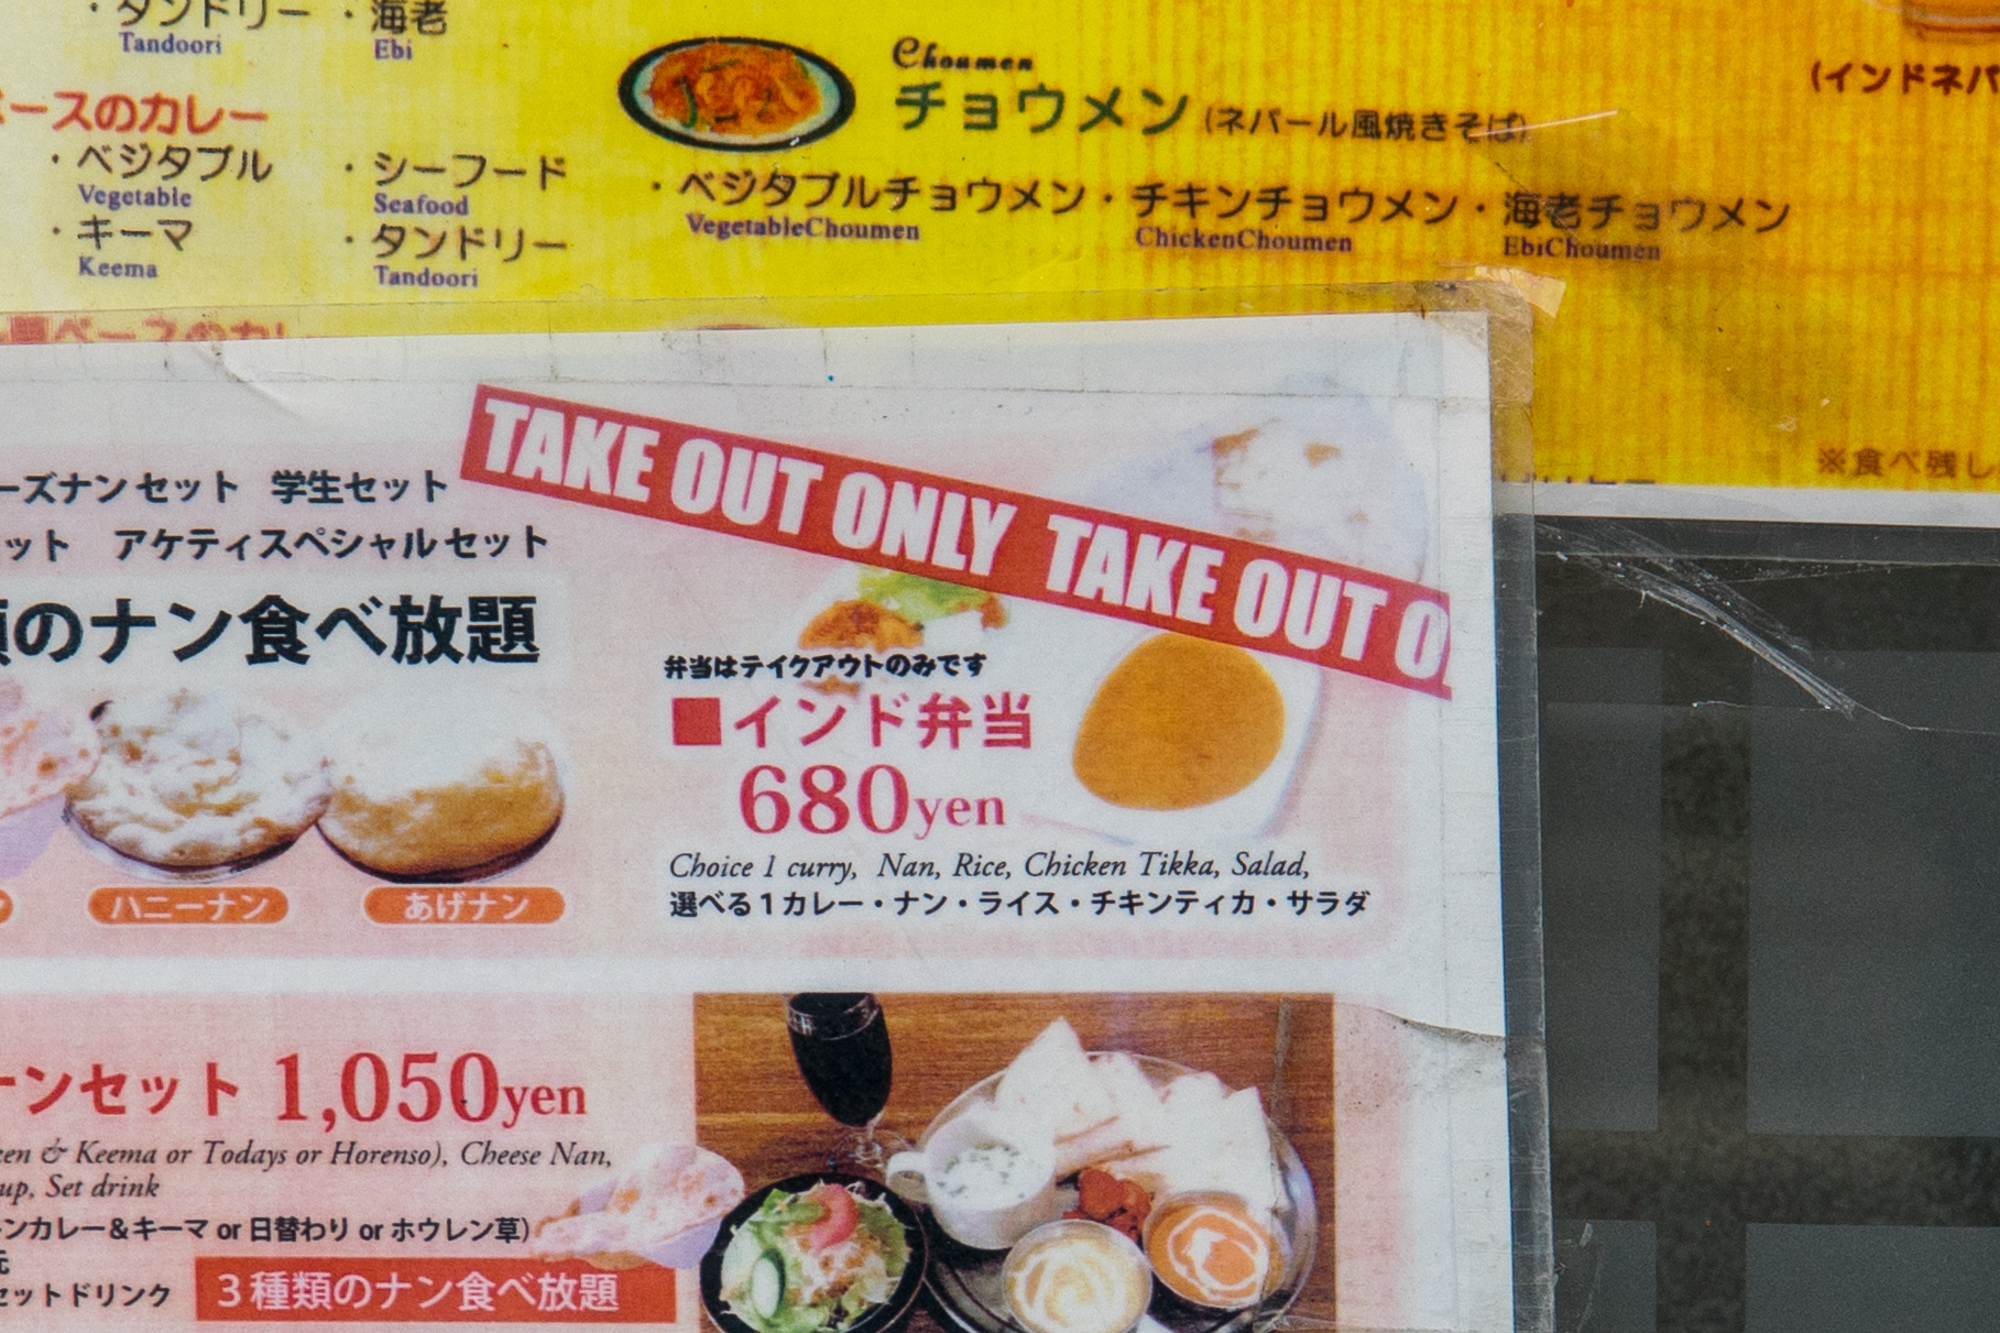 ・タンドリー ・海老
Tandoori Ebi
ースのカレー
・ベジタブル ・シーフード
Vegetable Seafood
・キーマ ・タンドリー
Keema Tandoori
ベースのカレ
Choumen
チョウメン (ネパール風焼きそば)
・ベジタブルチョウメン・チキンチョウメン・海老チョウメン
VegetableChoumen ChickenChoumen EbiChoumen
(インドネパ
※食べ残し
TAKE OUT ONLY TAKE OUT O
ーズナンセット 学生セット
ット アケティスペシャルセット
のナン食べ放題
ハニーナン あげナン
弁当はテイクアウトのみです
■インド弁当
680yen
Choice 1 curry, Nan, Rice, Chicken Tikka, Salad,
選べる1カレー・ナン・ライス・チキンティカ・サラダ
ナンセット 1,050yen
en & Keema or Todays or Horenso), Cheese Nan,
up, Set drink
ンカレー&キーマ or 日替わり or ホウレン草)
セットドリンク
3種類のナン食べ放題